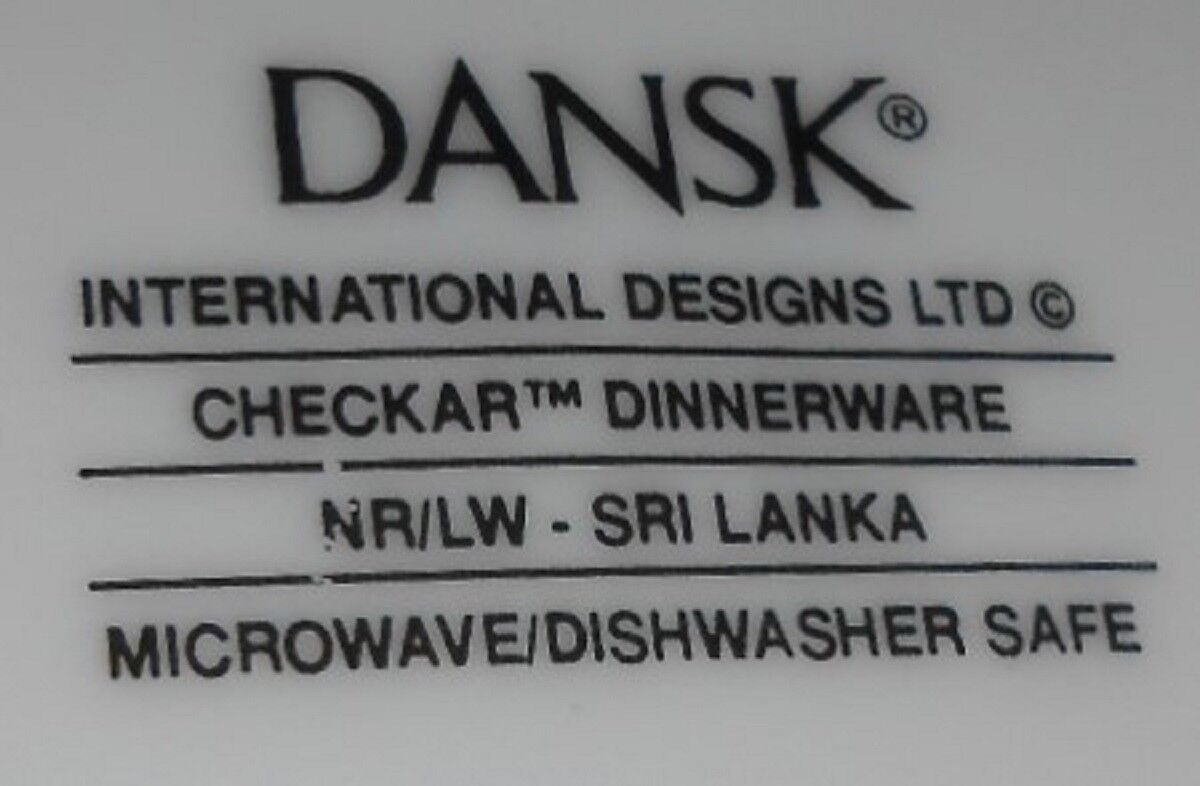 DANSK®
INTERNATIONAL DESIGNS LTD ©
CHECKAR™ DINNERWARE
NR/LW - SRI LANKA
MICROWAVE/DISHWASHER SAFE